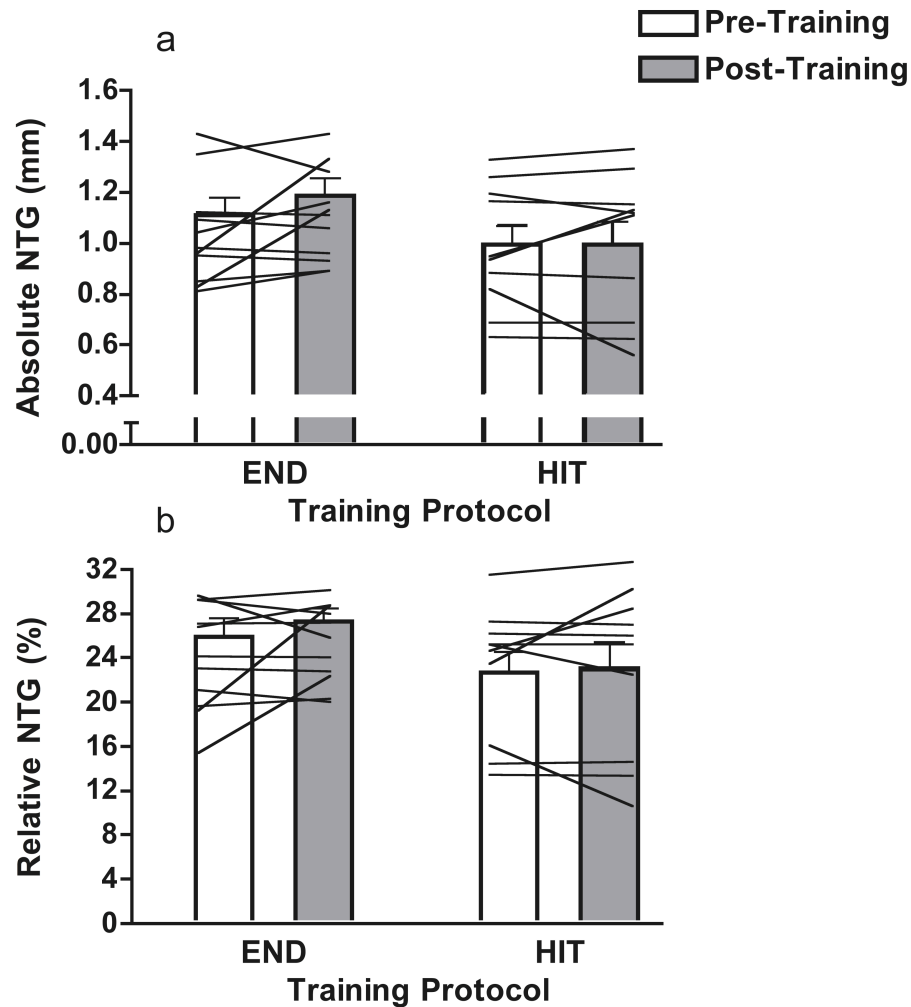 a
Pre-Training
Post-Training
Absolute NTG (mm)
1.6
1.4
1.2
1.0
0.8
0.6
0.4
0.00
END HIT
Training Protocol
b
Relative NTG (%)
32
28
24
20
16
12
8
4
0
END HIT
Training Protocol